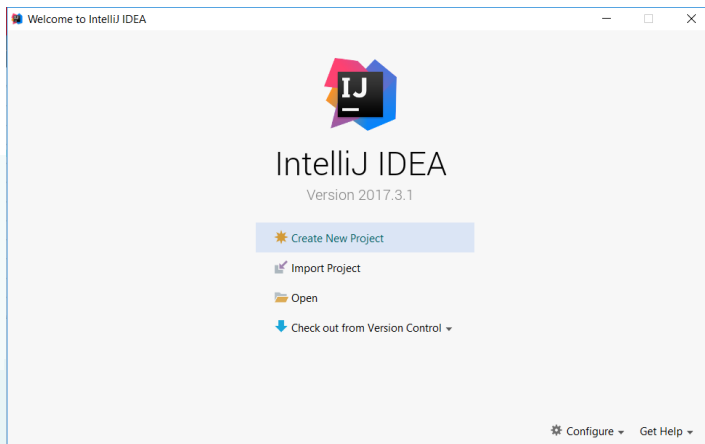 Welcome to IntelliJ IDEA
IJ
IntelliJ IDEA
Version 2017.3.1
Create New Project
Import Project
Open
Check out from Version Control
Configure Get Help